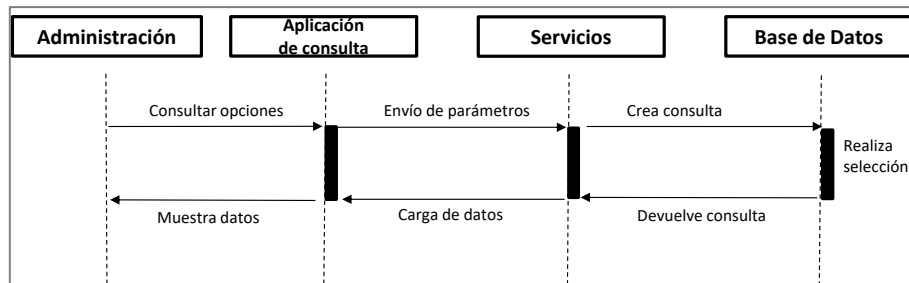 Administración
Aplicación
de consulta
Servicios
Base de Datos
Consultar opciones
Envío de parámetros
Crea consulta
Realiza
selección
Muestra datos
Carga de datos
Devuelve consulta